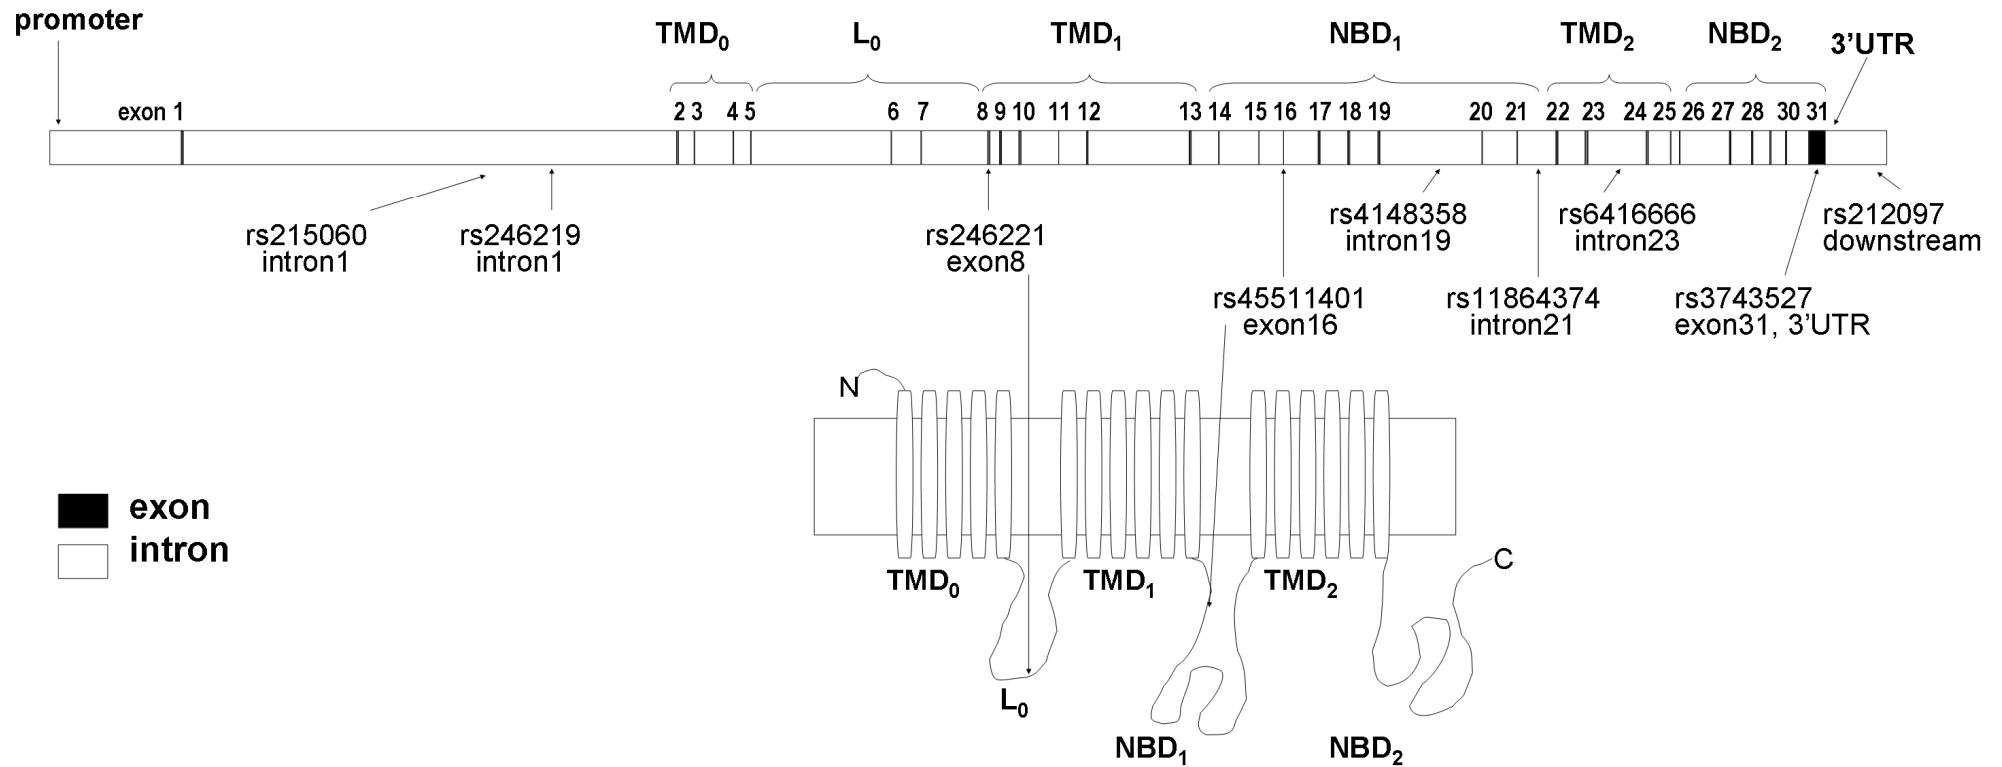 promoter
TMD0 L0 TMD1 NBD1 TMD2 NBD2 3’UTR
exon 1 2 3 4 5 6 7 8 9 10 11 12 13 14 15 16 17 18 19 20 21 22 23 24 25 26 27 28 30 31
rs215060
intron1
rs246219
intron1
rs246221
exon8
rs45511401
exon16
rs4148358
intron19
rs11864374
intron21
rs6416666
intron23
rs3743527
exon31, 3’UTR
rs212097
downstream
N
C
TMD0 TMD1 TMD2
L0
NBD1 NBD2
exon
intron